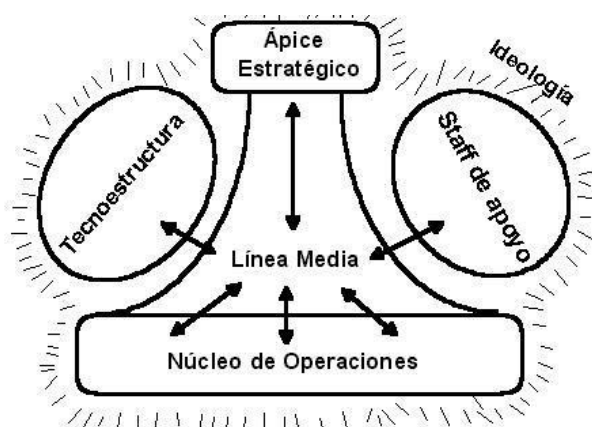 Ápice
Estratégico
Ideología
Tecnoestructura
Staff de apoyo
Línea Media
Núcleo de Operaciones